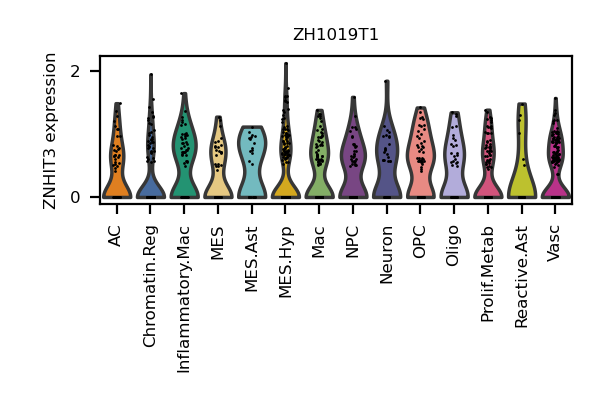 ZH1019T1
ZNHIT3 expression
2
0
AC
Chromatin.Reg
Inflammatory.Mac
MES
MES.Ast
MES.Hyp
Mac
NPC
Neuron
OPC
Oligo
Prolif.Metab
Reactive.Ast
Vasc